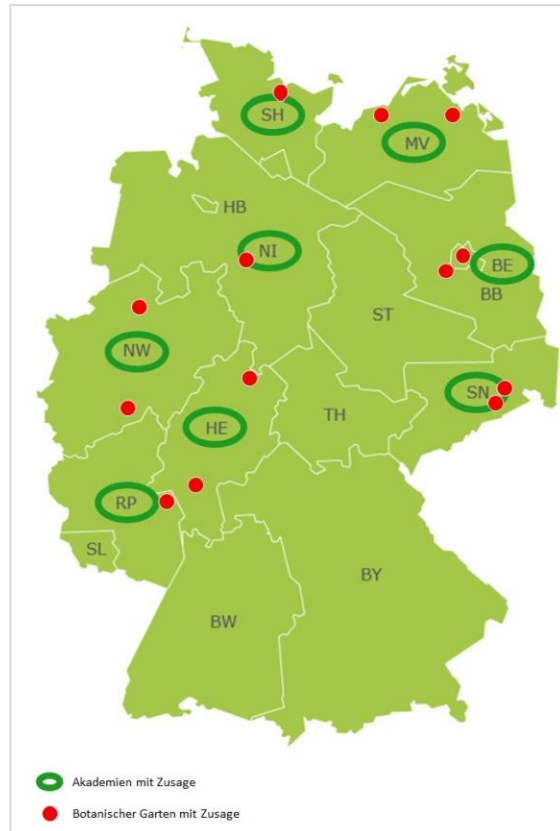 SH
MV
HB
NI
BE
BB
ST
NW
SN
TH
HE
RP
SL
BY
BW
Akademien mit Zusage
Botanischer Garten mit Zusage